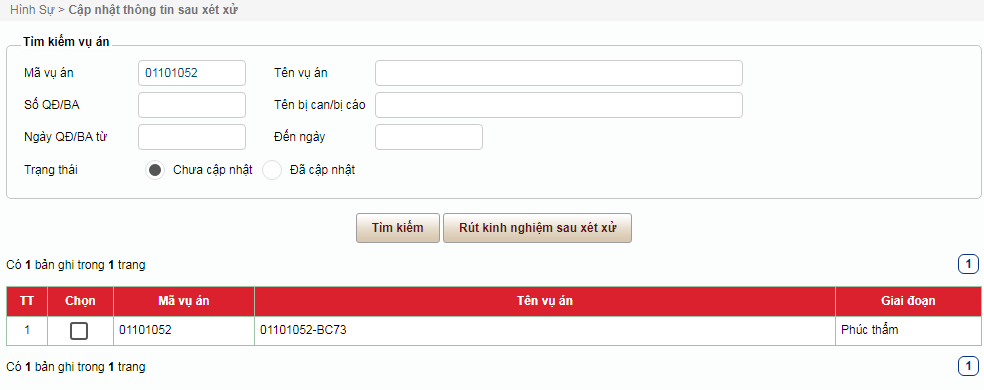 Hình Sự > Cập nhật thông tin sau xét xử
Tìm kiếm vụ án
Mã vụ án 01101052 Tên vụ án
Số QĐ/BA Tên bị can/bị cáo
Ngày QĐ/BA từ Đến ngày
Trạng thái Chưa cập nhật Đã cập nhật
Tìm kiếm Rút kinh nghiệm sau xét xử
Có 1 bản ghi trong 1 trang 1
TT Chọn Mã vụ án Tên vụ án Giai đoạn
1 01101052 01101052-BC73 Phúc thẩm
Có 1 bản ghi trong 1 trang 1